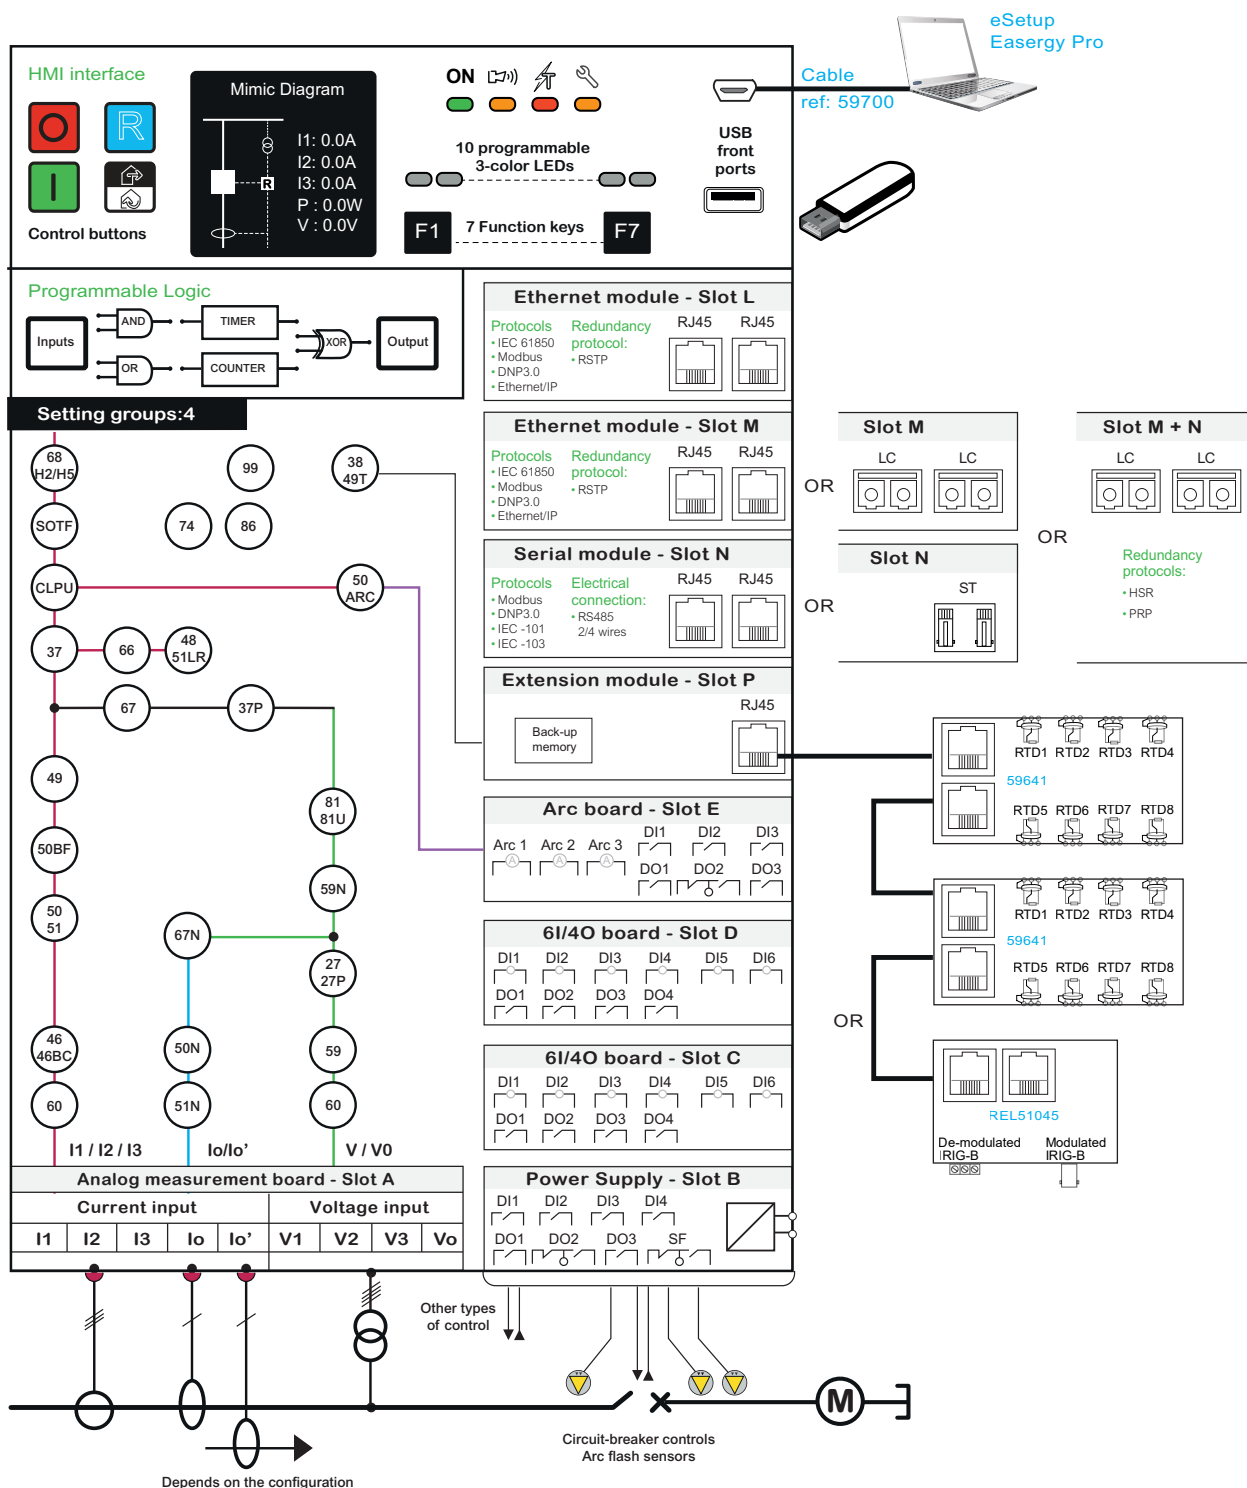 eSetup
Easergy Pro
Cable
ref: 59700
HMI interface
R
Control buttons
Mimic Diagram
I1: 0.0A
I2: 0.0A
I3: 0.0A
P : 0.0W
V : 0.0V
R
ON
10 programmable
3-color LEDs
F1
7 Function keys
F7
USB
front
ports
Programmable Logic
Inputs
AND
OR
TIMER
COUNTER
XOR
Output
Setting groups:4
Ethernet module - Slot L
Protocols
• IEC 61850
• Modbus
• DNP3.0
• Ethernet/IP
Redundancy
protocol:
• RSTP
RJ45 RJ45
Ethernet module - Slot M
Protocols
• IEC 61850
• Modbus
• DNP3.0
• Ethernet/IP
Redundancy
protocol:
• RSTP
RJ45 RJ45
OR
Slot M
LC LC
OR
Slot M + N
LC LC
Redundancy
protocols:
• HSR
• PRP
Serial module - Slot N
Protocols
• Modbus
• DNP3.0
• IEC -101
• IEC -103
Electrical
connection:
• RS485
2/4 wires
RJ45 RJ45
OR
Slot N
ST
Extension module - Slot P
Back-up
memory
RJ45
RTD1 RTD2 RTD3 RTD4
59641
RTD5 RTD6 RTD7 RTD8
RTD1 RTD2 RTD3 RTD4
59641
RTD5 RTD6 RTD7 RTD8
OR
REL51045
De-modulated
IRIG-B
Modulated
IRIG-B
Arc board - Slot E
Arc 1 Arc 2 Arc 3
A A A
DI1 DI2 DI3
DO1 DO2 DO3
6I/4O board - Slot D
DI1 DI2 DI3 DI4 DI5 DI6
DO1 DO2 DO3 DO4
6I/4O board - Slot C
DI1 DI2 DI3 DI4 DI5 DI6
DO1 DO2 DO3 DO4
Power Supply - Slot B
DI1 DI2 DI3 DI4
DO1 DO2 DO3 SF
68
H2/H5
99
38
49T
SOTF
74
86
CLPU
50
ARC
37
66
48
51LR
67
37P
49
81
81U
50BF
59N
50
51
67N
27
27P
46
46BC
50N
59
60
51N
60
I1 / I2 / I3
Io/Io’
V / V0
Analog measurement board - Slot A
Current input Voltage input
I1 I2 I3 Io Io’ V1 V2 V3 Vo
Other types
of control
M
Circuit-breaker controls
Arc flash sensors
Depends on the configuration